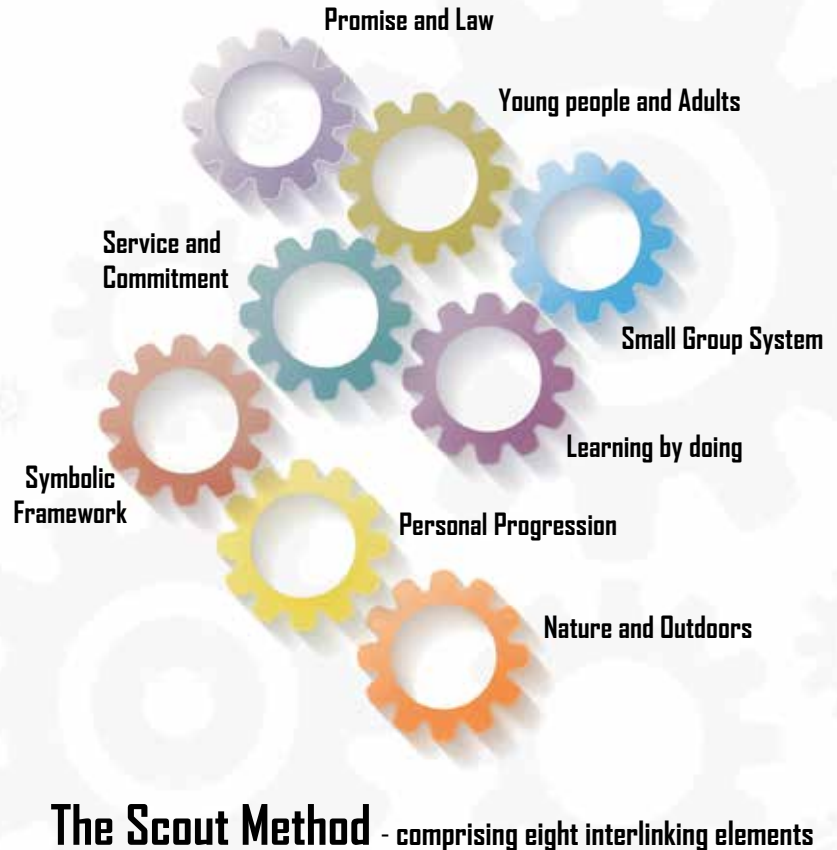 Promise and Law
Young people and Adults
Service and
Commitment
Small Group System
Learning by doing
Symbolic
Framework
Personal Progression
Nature and Outdoors
The Scout Method - comprising eight interlinking elements